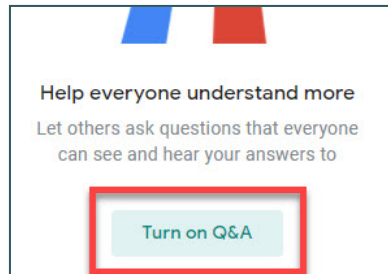 Help everyone understand more
Let others ask questions that everyone
can see and hear your answers to
Turn on Q&A